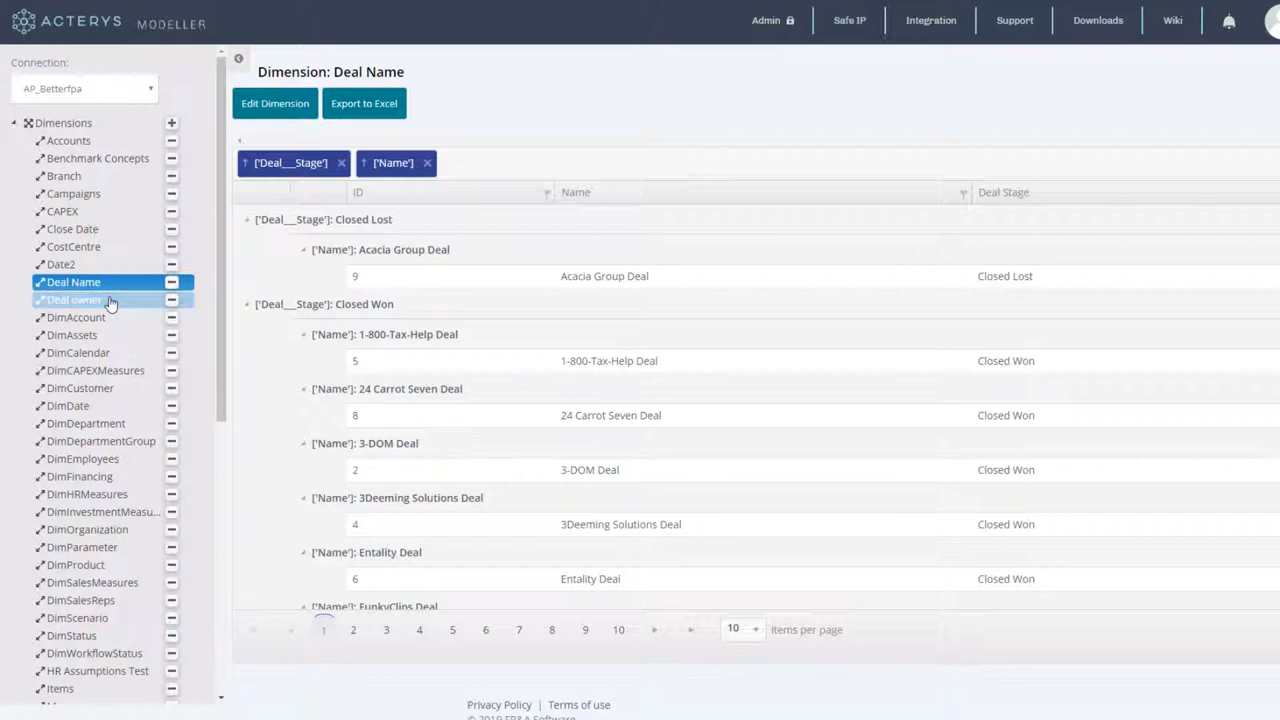 ACTERYS MODELLER
Admin
Safe IP
Integration
Support
Downloads
Wiki
Connection:
AP_Betterfpa
Dimensions
Accounts
Benchmark Concepts
Branch
Campaigns
CAPEX
Close Date
CostCentre
Date2
Deal Name
Deal owner
DimAccount
DimAssets
DimCalendar
DimCAPEXMeasures
DimCustomer
DimDate
DimDepartment
DimDepartmentGroup
DimEmployees
DimFinancing
DimHRMeasures
DimInvestmentMeasu...
DimOrganization
DimParameter
DimProduct
DimSalesMeasures
DimSalesReps
DimScenario
DimStatus
DimWorkflowStatus
HR Assumptions Test
Items
Dimension: Deal Name
Edit Dimension
Export to Excel
['Deal___Stage']
['Name']
ID Name Deal Stage
['Deal___Stage']: Closed Lost
['Name']: Acacia Group Deal
9 Acacia Group Deal Closed Lost
['Deal___Stage']: Closed Won
['Name']: 1-800-Tax-Help Deal
5 1-800-Tax-Help Deal Closed Won
['Name']: 24 Carrot Seven Deal
8 24 Carrot Seven Deal Closed Won
['Name']: 3-DOM Deal
2 3-DOM Deal Closed Won
['Name']: 3Deeming Solutions Deal
4 3Deeming Solutions Deal Closed Won
['Name']: Entality Deal
6 Entality Deal Closed Won
['Name']: FunkyClips Deal
1 2 3 4 5 6 7 8 9 10 10 items per page
Privacy Policy | Terms of use
© 2019 FP&A Software